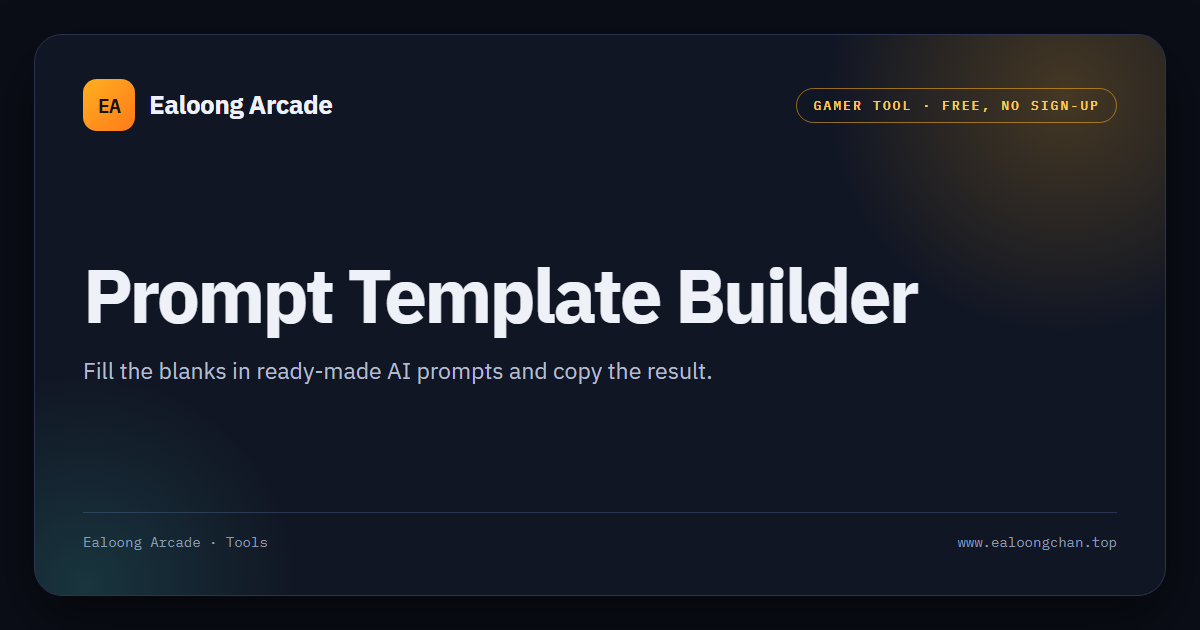 EA
Ealoong Arcade
GAMER TOOL · FREE, NO SIGN-UP
Prompt Template Builder
Fill the blanks in ready-made AI prompts and copy the result.
Ealoong Arcade · Tools
www.ealoongchan.top